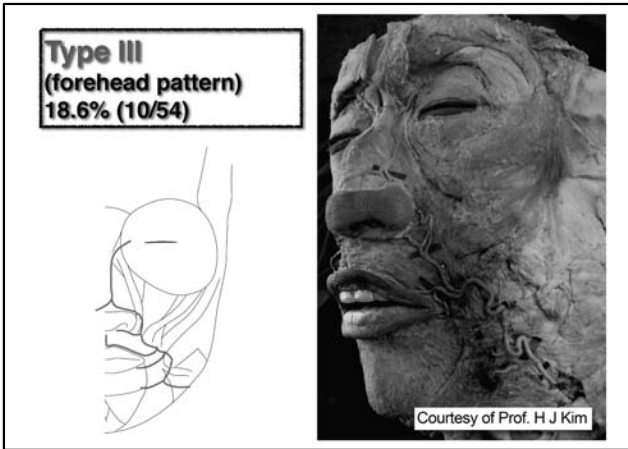 Type III
(forehead pattern)
18.6% (10/54)
Courtesy of Prof. H J Kim